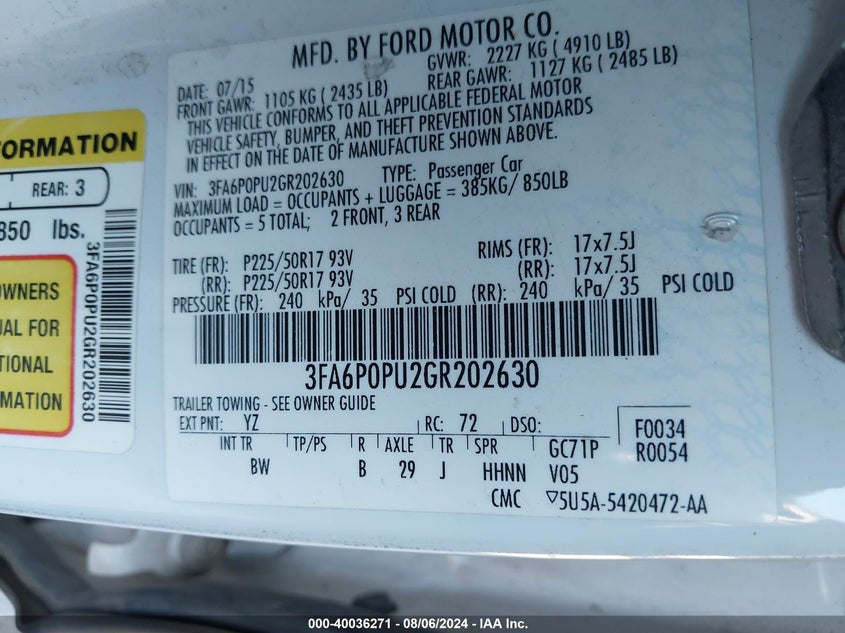 MFD. BY FORD MOTOR CO.
DATE: 07/15
GVWR: 2227 KG ( 4910 LB)
FRONT GAWR: 1105 KG ( 2435 LB)
REAR GAWR: 1127 KG ( 2485 LB)
THIS VEHICLE CONFORMS TO ALL APPLICABLE FEDERAL MOTOR
VEHICLE SAFETY, BUMPER, AND THEFT PREVENTION STANDARDS
IN EFFECT ON THE DATE OF MANUFACTURE SHOWN ABOVE.
VIN: 3FA6P0PU2GR202630 TYPE: Passenger Car
MAXIMUM LOAD = OCCUPANTS + LUGGAGE = 385KG/ 850LB
OCCUPANTS = 5 TOTAL; 2 FRONT, 3 REAR
TIRE (FR): P225/50R17 93V RIMS (FR): 17x7.5J
(RR): P225/50R17 93V (RR): 17x7.5J
PRESSURE (FR): 240 kPa/ 35 PSI COLD (RR): 240 kPa/ 35 PSI COLD
3FA6P0PU2GR202630
TRAILER TOWING - SEE OWNER GUIDE
EXT PNT: YZ RC: 72 DSO: F0034
INT TR TP/PS R AXLE TR SPR GC71P R0054
BW B 29 J HHNN V05
CMC ▽5U5A-5420472-AA
FORMATION
REAR: 3
850 lbs.
OWNERS
UAL FOR
TIONAL
MATION
3FA6P0PU2GR202630
000-40036271 - 08/06/2024 - IAA Inc.